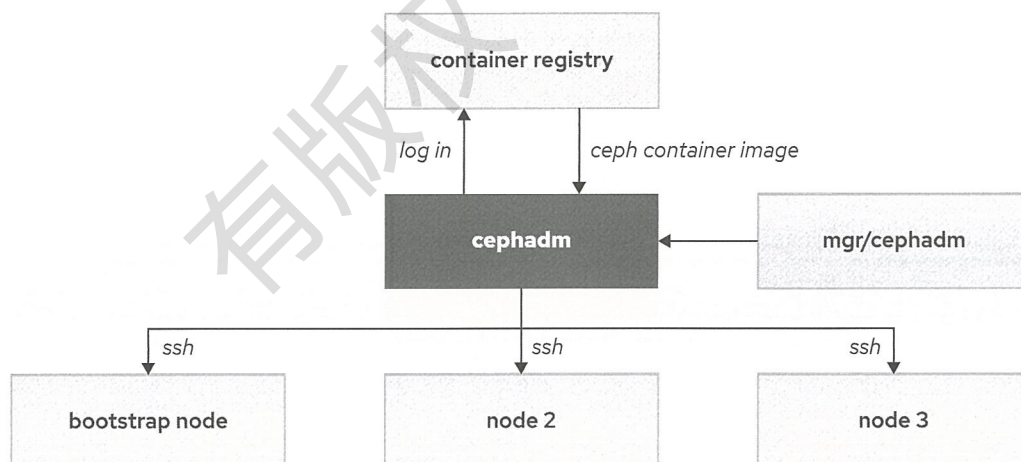 container registry
log in
ceph container image
cephadm
mgr/cephadm
ssh
ssh
ssh
bootstrap node
node 2
node 3
有版权